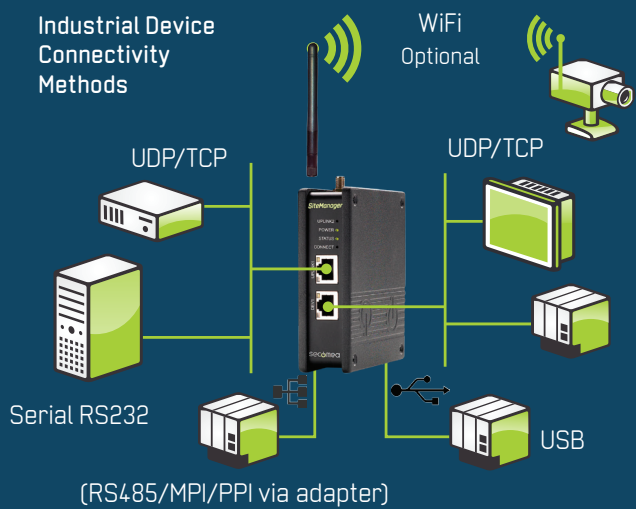 Industrial Device
Connectivity
Methods
WiFi
Optional
UDP/TCP
UDP/TCP
SiteManager
UPLINK2
POWER
STATUS
CONNECT
secomea
Serial RS232
USB
(RS485/MPI/PPI via adapter)